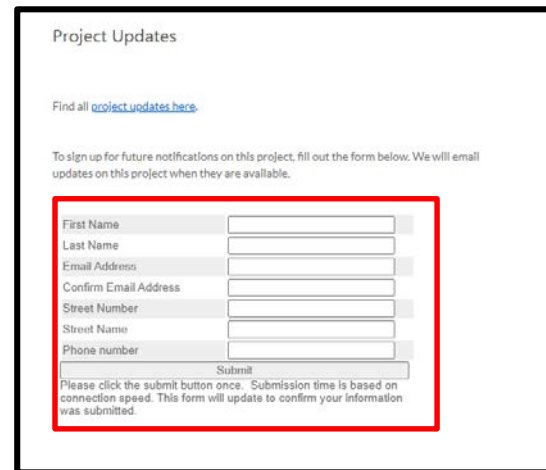 Project Updates
Find all project updates here.
To sign up for future notifications on this project, fill out the form below. We will email
updates on this project when they are available.
First Name
Last Name
Email Address
Confirm Email Address
Street Number
Street Name
Phone number
Submit
Please click the submit button once. Submission time is based on
connection speed. This form will update to confirm your information
was submitted.